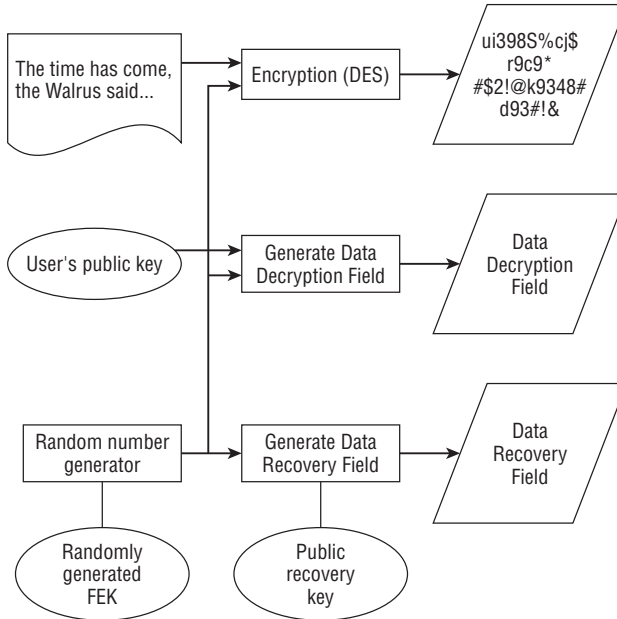 The time has come,
the Walrus said...
Encryption (DES)
ui398S%cj$
r9c9*
#$2!@k9348#
d93#!&
User's public key
Generate Data
Decryption Field
Data
Decryption
Field
Random number
generator
Generate Data
Recovery Field
Data
Recovery
Field
Randomly
generated
FEK
Public
recovery
key